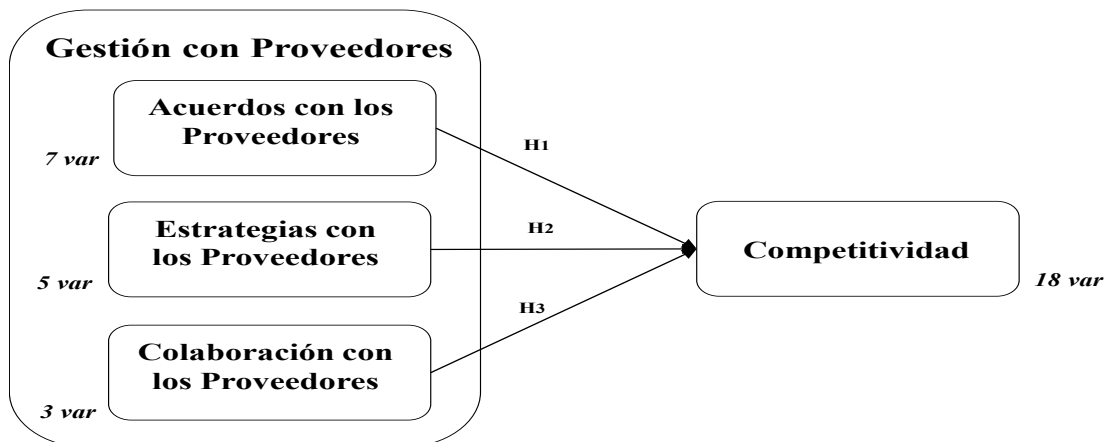 Gestión con Proveedores
Acuerdos con los
Proveedores
7 var
H1
Estrategias con
los Proveedores
5 var
H2
Colaboración con
los Proveedores
3 var
H3
Competitividad
18 var